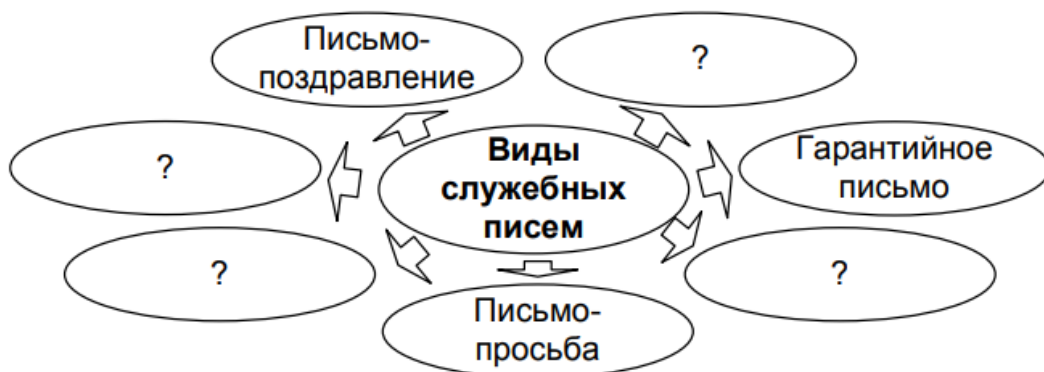 Письмо-
поздравление
?
?
Виды
служебных
писем
Гарантийное
письмо
?
?
Письмо-
просьба